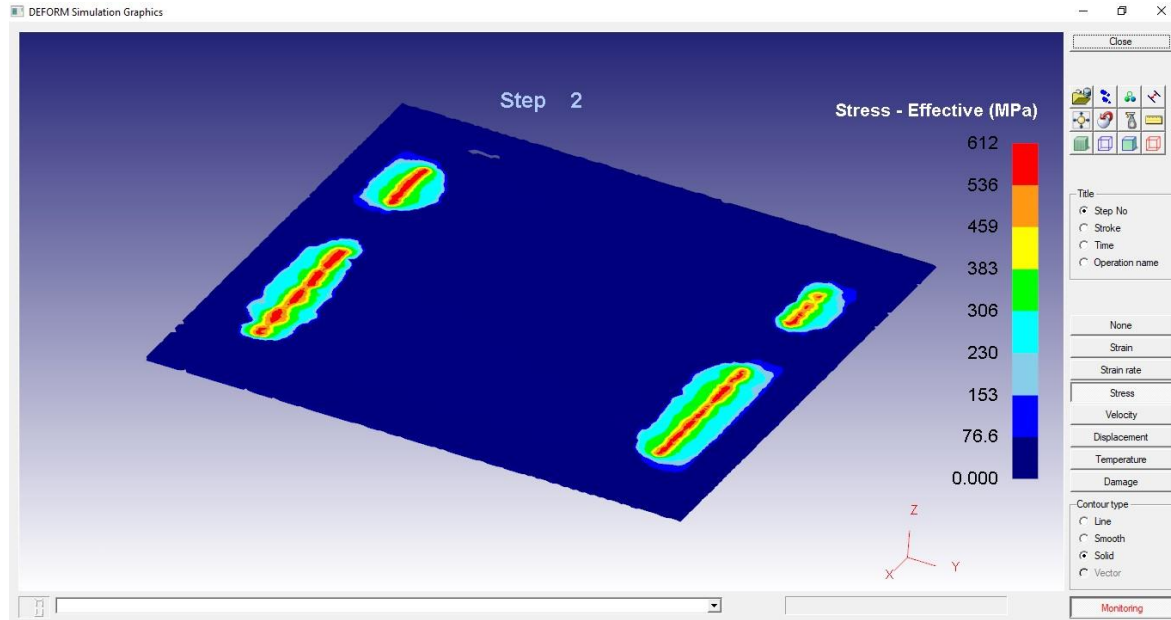 DEFORM Simulation Graphics
Close
Step 2
Stress - Effective (MPa)
612
536
459
383
306
230
153
76.6
0.000
Z
X
Y
Title
Step No
Stroke
Time
Operation name
None
Strain
Strain rate
Stress
Velocity
Displacement
Temperature
Damage
Contour type
Line
Smooth
Solid
Vector
Monitoring